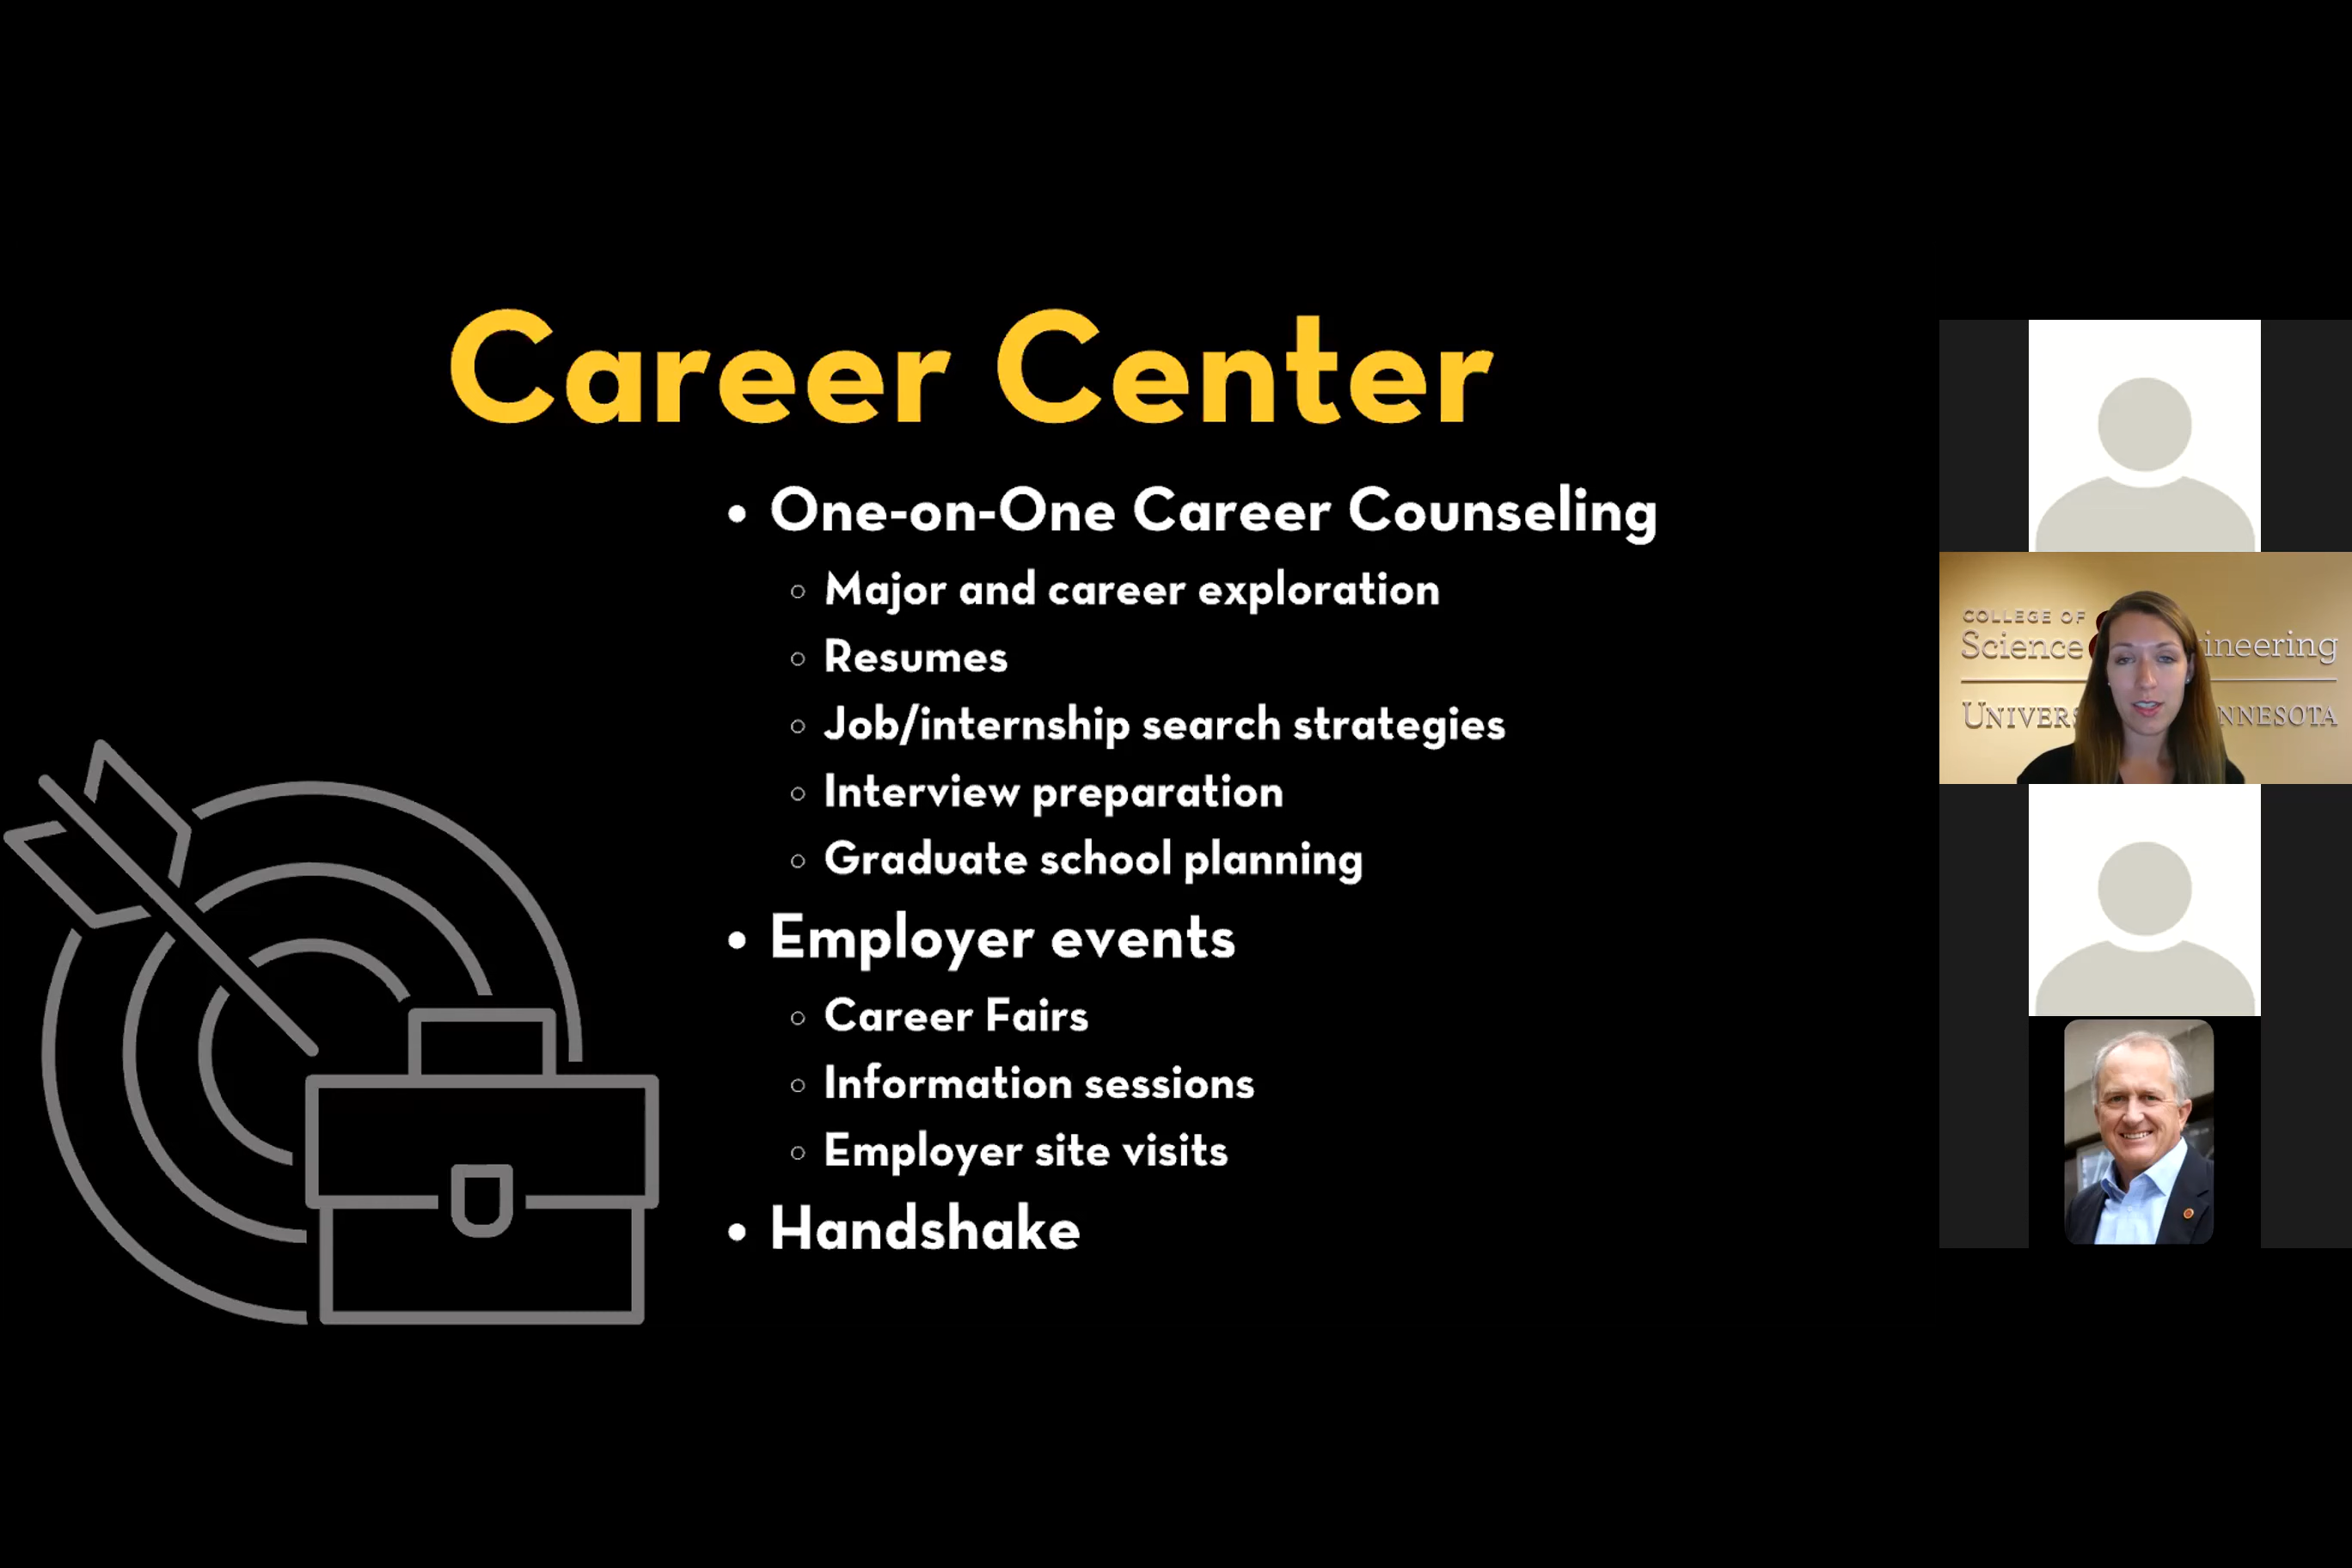 Career Center
• One-on-One Career Counseling
○ Major and career exploration
○ Resumes
○ Job/internship search strategies
○ Interview preparation
○ Graduate school planning
• Employer events
○ Career Fairs
○ Information sessions
○ Employer site visits
• Handshake
COLLEGE OF
Science ineering
UNIVERS NNESOTA